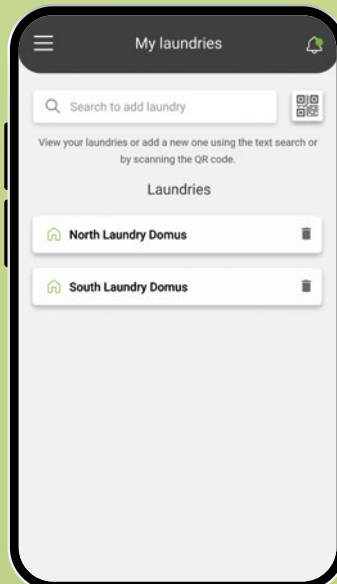 My laundries
Search to add laundry
View your laundries or add a new one using the text search or
by scanning the QR code.
Laundries
North Laundry Domus
South Laundry Domus